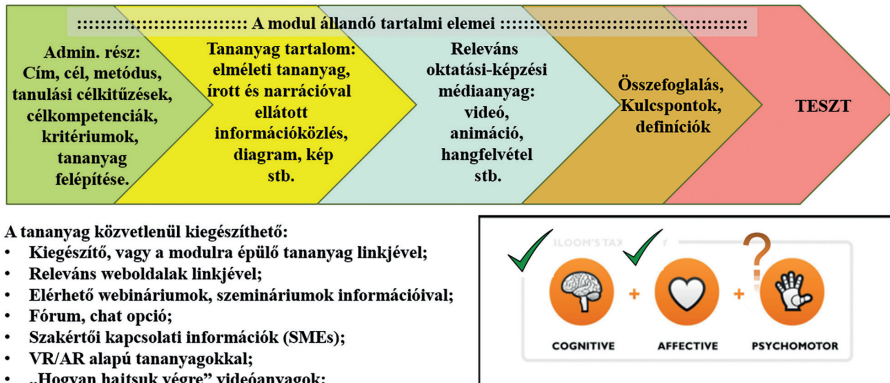 :::::::::::::::::::::::::: A modul állandó tartalmi elemei ::::::::::::::::::::::::::::::::::::::::
Admin. rész:
Cím, cél, metódus,
tanulási célkitűzések,
célkompetenciák,
kritériumok,
tananyag
felépítése.
Tananyag tartalom:
elméleti tananyag,
írott és narrációval
ellátott
információközlés,
diagram, kép
stb.
Releváns
oktatási-képzési
médiaanyag:
videó,
animáció,
hangfelvétel
stb.
Összefoglalás,
Kulcspontok,
definíciók
TESZT
A tananyag közvetlenül kiegészíthető:
• Kiegészítő, vagy a modulra épülő tananyag linkjével;
• Releváns weboldalak linkjével;
• Elérhető webináriumok, szemináriumok információival;
• Fórum, chat opció;
• Szakértői kapcsolati információk (SMEs);
• VR/AR alapú tananyagokkal;
• „Hogyan hajtsuk végre” videóanyagok;
?
+ +
COGNITIVE AFFECTIVE PSYCHOMOTOR